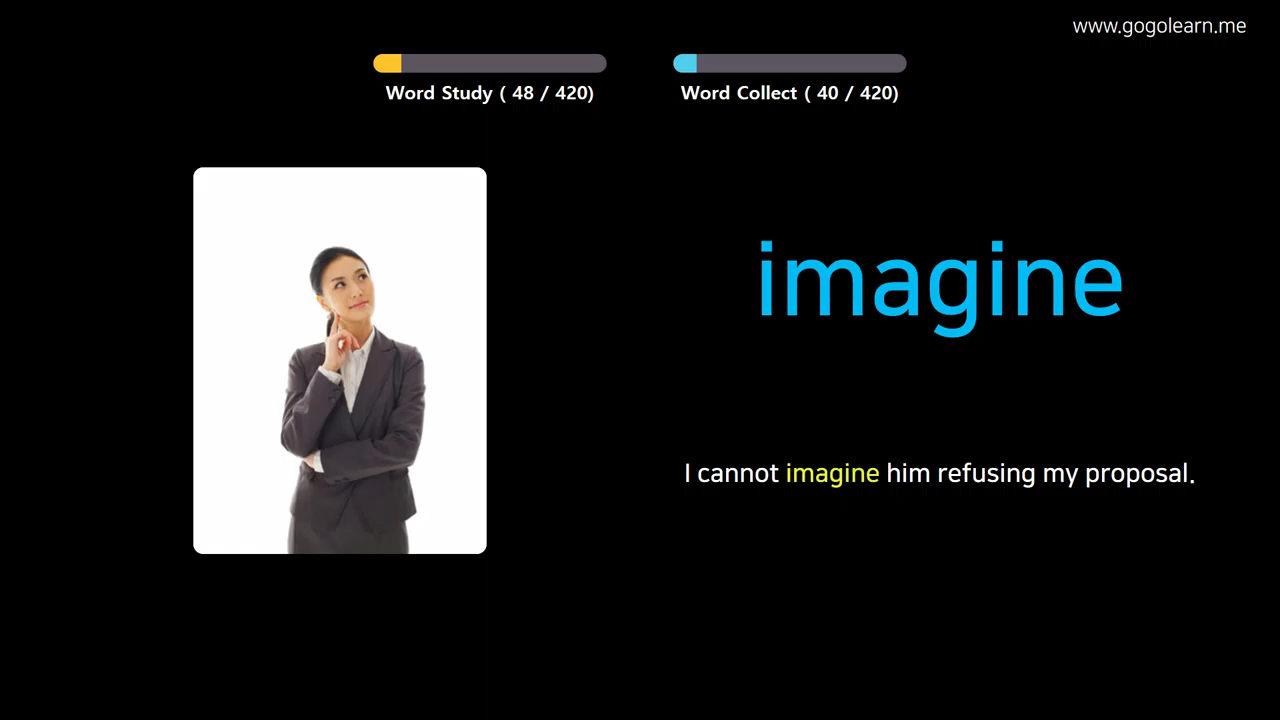 www.gogolearn.me
Word Study ( 48 / 420)
Word Collect ( 40 / 420)
imagine
I cannot imagine him refusing my proposal.